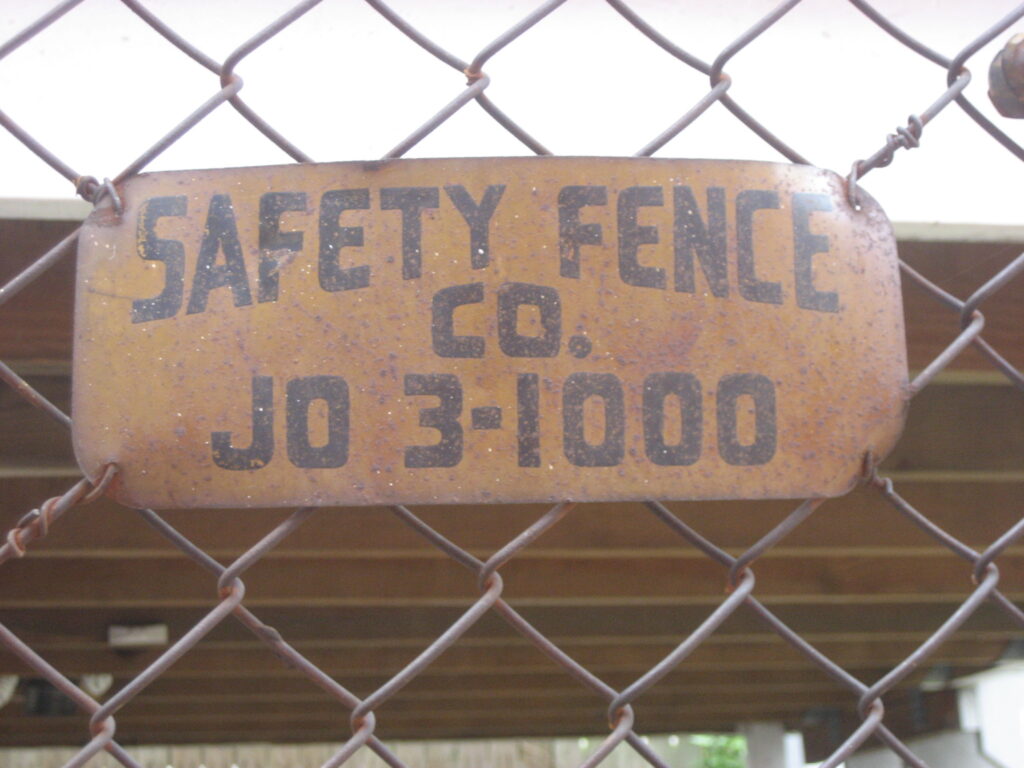 SAFETY FENCE
CO.
JO 3-1000